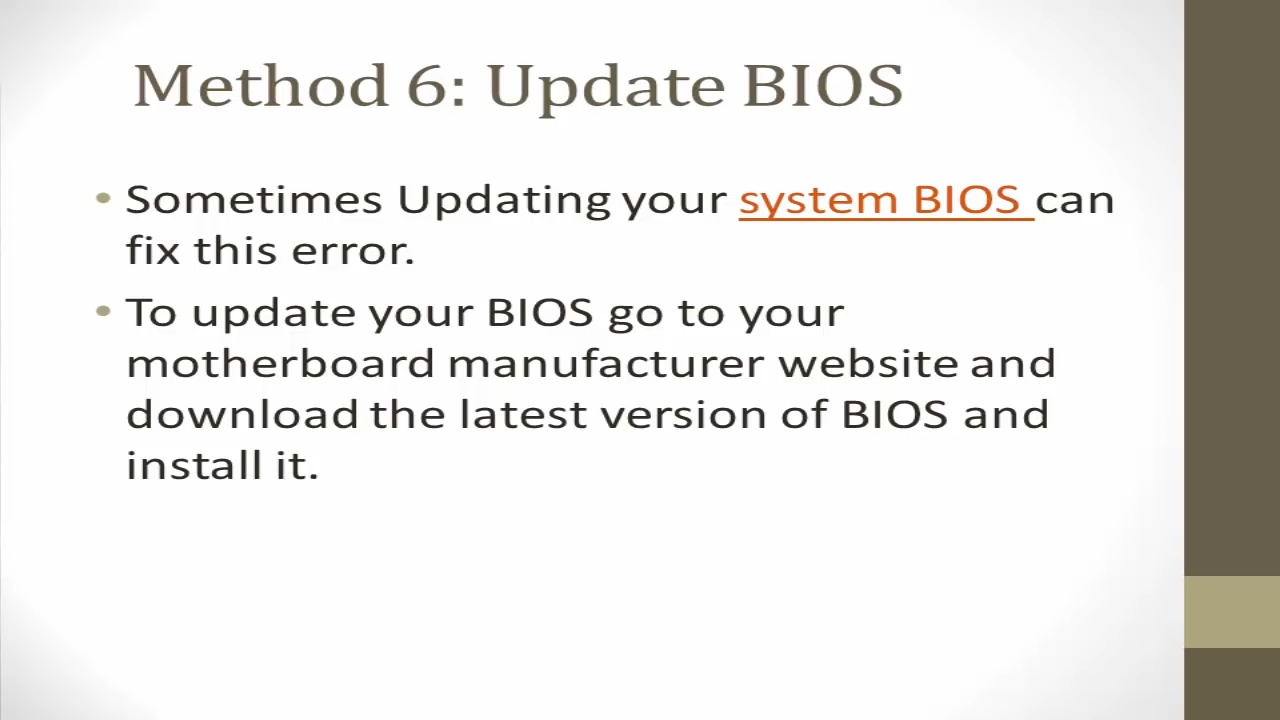 Method 6: Update BIOS
• Sometimes Updating your system BIOS can
fix this error.
• To update your BIOS go to your
motherboard manufacturer website and
download the latest version of BIOS and
install it.